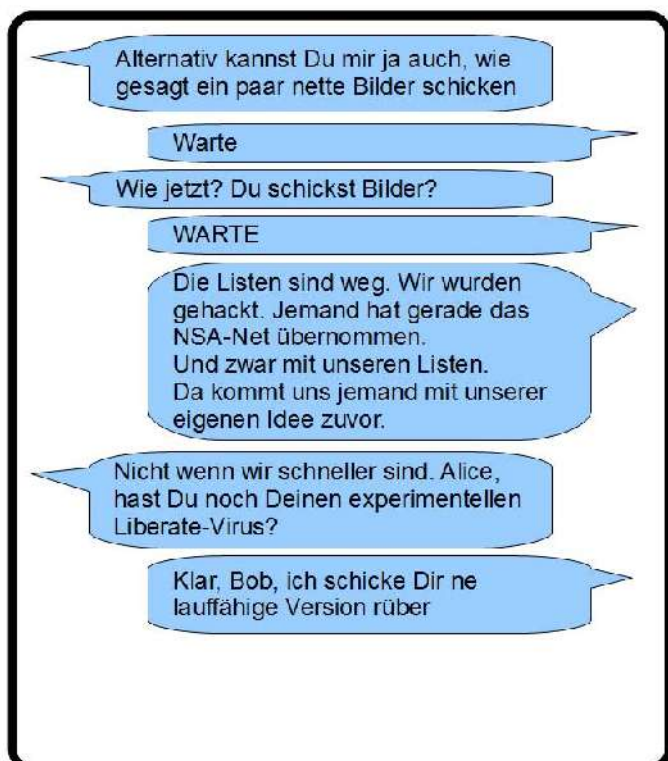 Alternativ kannst Du mir ja auch, wie
gesagt ein paar nette Bilder schicken
Warte
Wie jetzt? Du schickst Bilder?
WARTE
Die Listen sind weg. Wir wurden
gehackt. Jemand hat gerade das
NSA-Net übernommen.
Und zwar mit unseren Listen.
Da kommt uns jemand mit unserer
eigenen Idee zuvor.
Nicht wenn wir schneller sind. Alice,
hast Du noch Deinen experimentellen
Liberate-Virus?
Klar, Bob, ich schicke Dir ne
lauffähige Version rüber